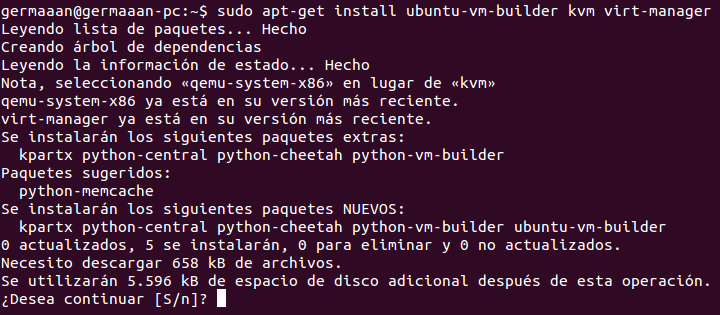 germaaan@germaaan-pc:~$ sudo apt-get install ubuntu-vm-builder kvm virt-manager
Leyendo lista de paquetes... Hecho
Creando árbol de dependencias
Leyendo la información de estado... Hecho
Nota, seleccionando «qemu-system-x86» en lugar de «kvm»
qemu-system-x86 ya está en su versión más reciente.
virt-manager ya está en su versión más reciente.
Se instalarán los siguientes paquetes extras:
  kpartx python-central python-cheetah python-vm-builder
Paquetes sugeridos:
  python-memcache
Se instalarán los siguientes paquetes NUEVOS:
  kpartx python-central python-cheetah python-vm-builder ubuntu-vm-builder
0 actualizados, 5 se instalarán, 0 para eliminar y 0 no actualizados.
Necesito descargar 658 kB de archivos.
Se utilizarán 5.596 kB de espacio de disco adicional después de esta operación.
¿Desea continuar [S/n]?